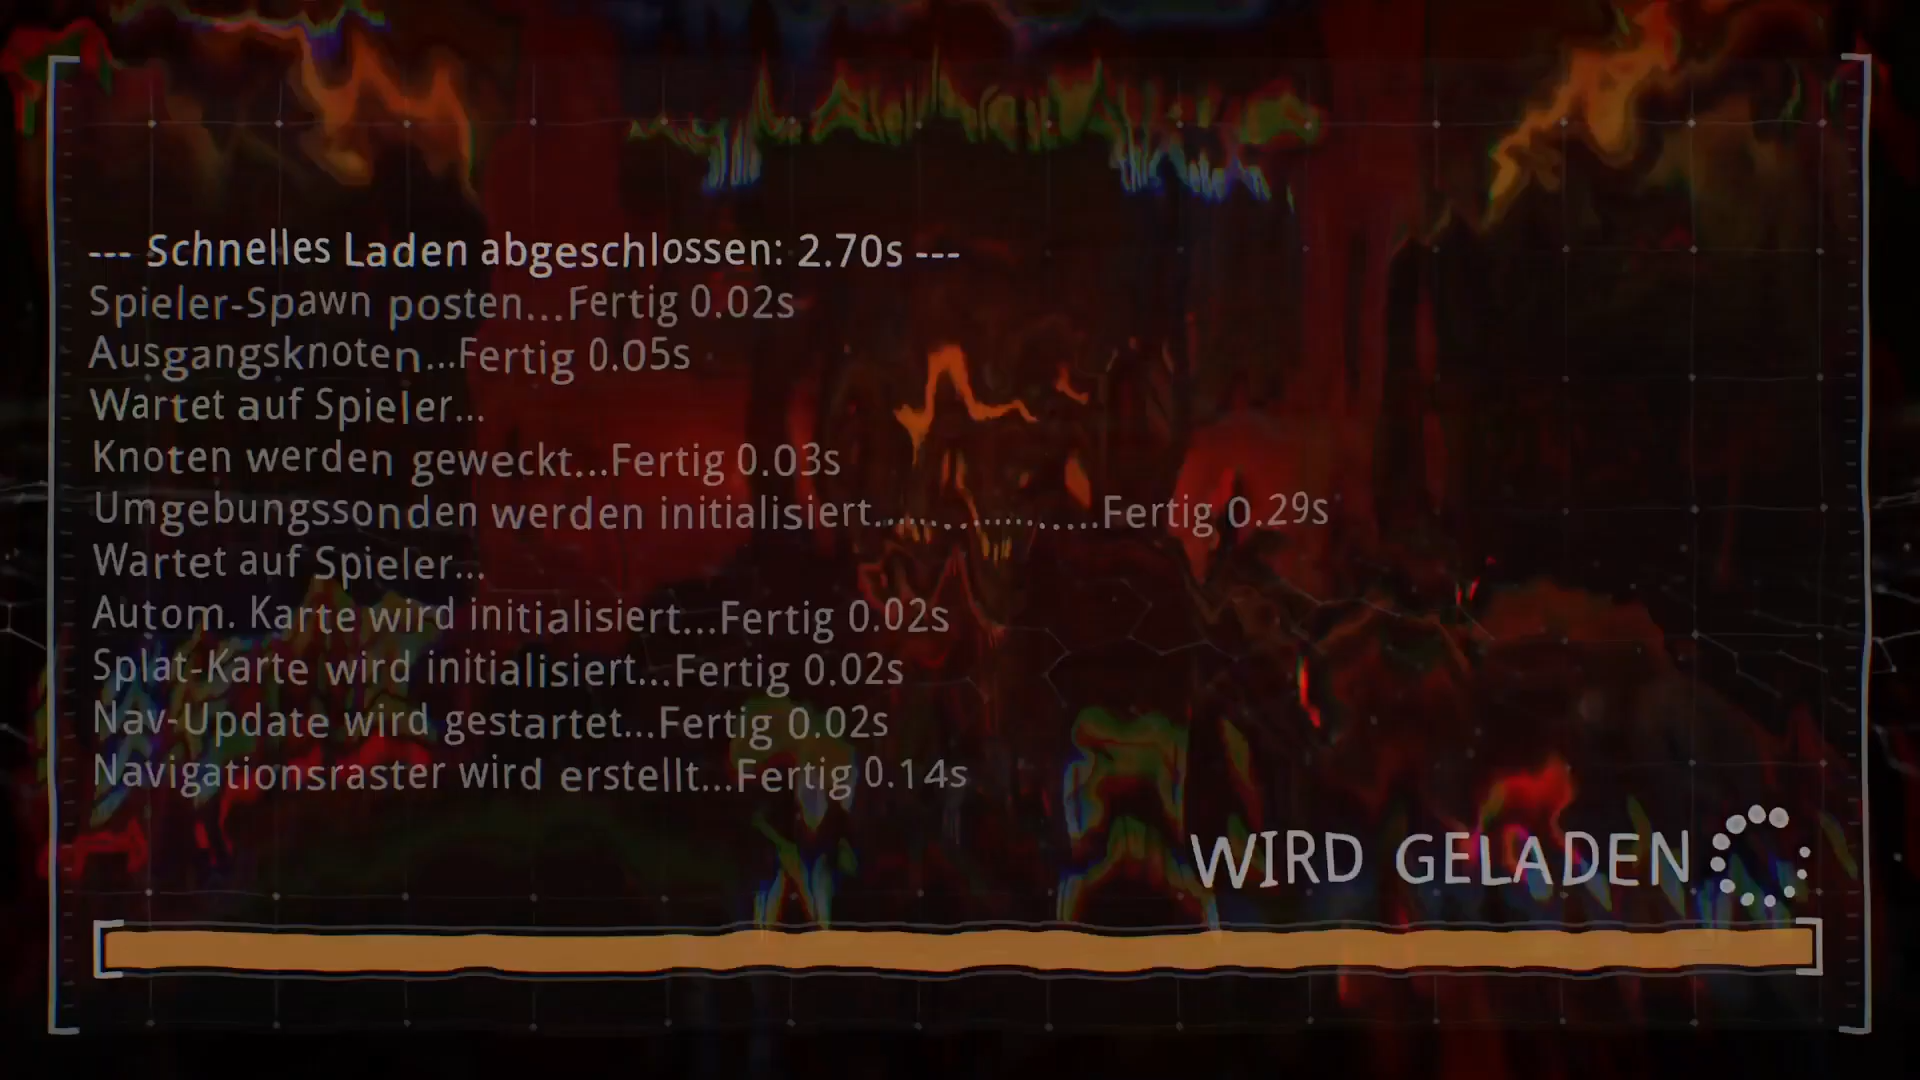 --- Schnelles Laden abgeschlossen: 2.70s ---
Spieler-Spawn posten...Fertig 0.02s
Ausgangsknoten...Fertig 0.05s
Wartet auf Spieler...
Knoten werden geweckt...Fertig 0.03s
Umgebungssonden werden initialisiert.....................Fertig 0.29s
Wartet auf Spieler...
Autom. Karte wird initialisiert...Fertig 0.02s
Splat-Karte wird initialisiert...Fertig 0.02s
Nav-Update wird gestartet...Fertig 0.02s
Navigationsraster wird erstellt...Fertig 0.14s
WIRD GELADEN